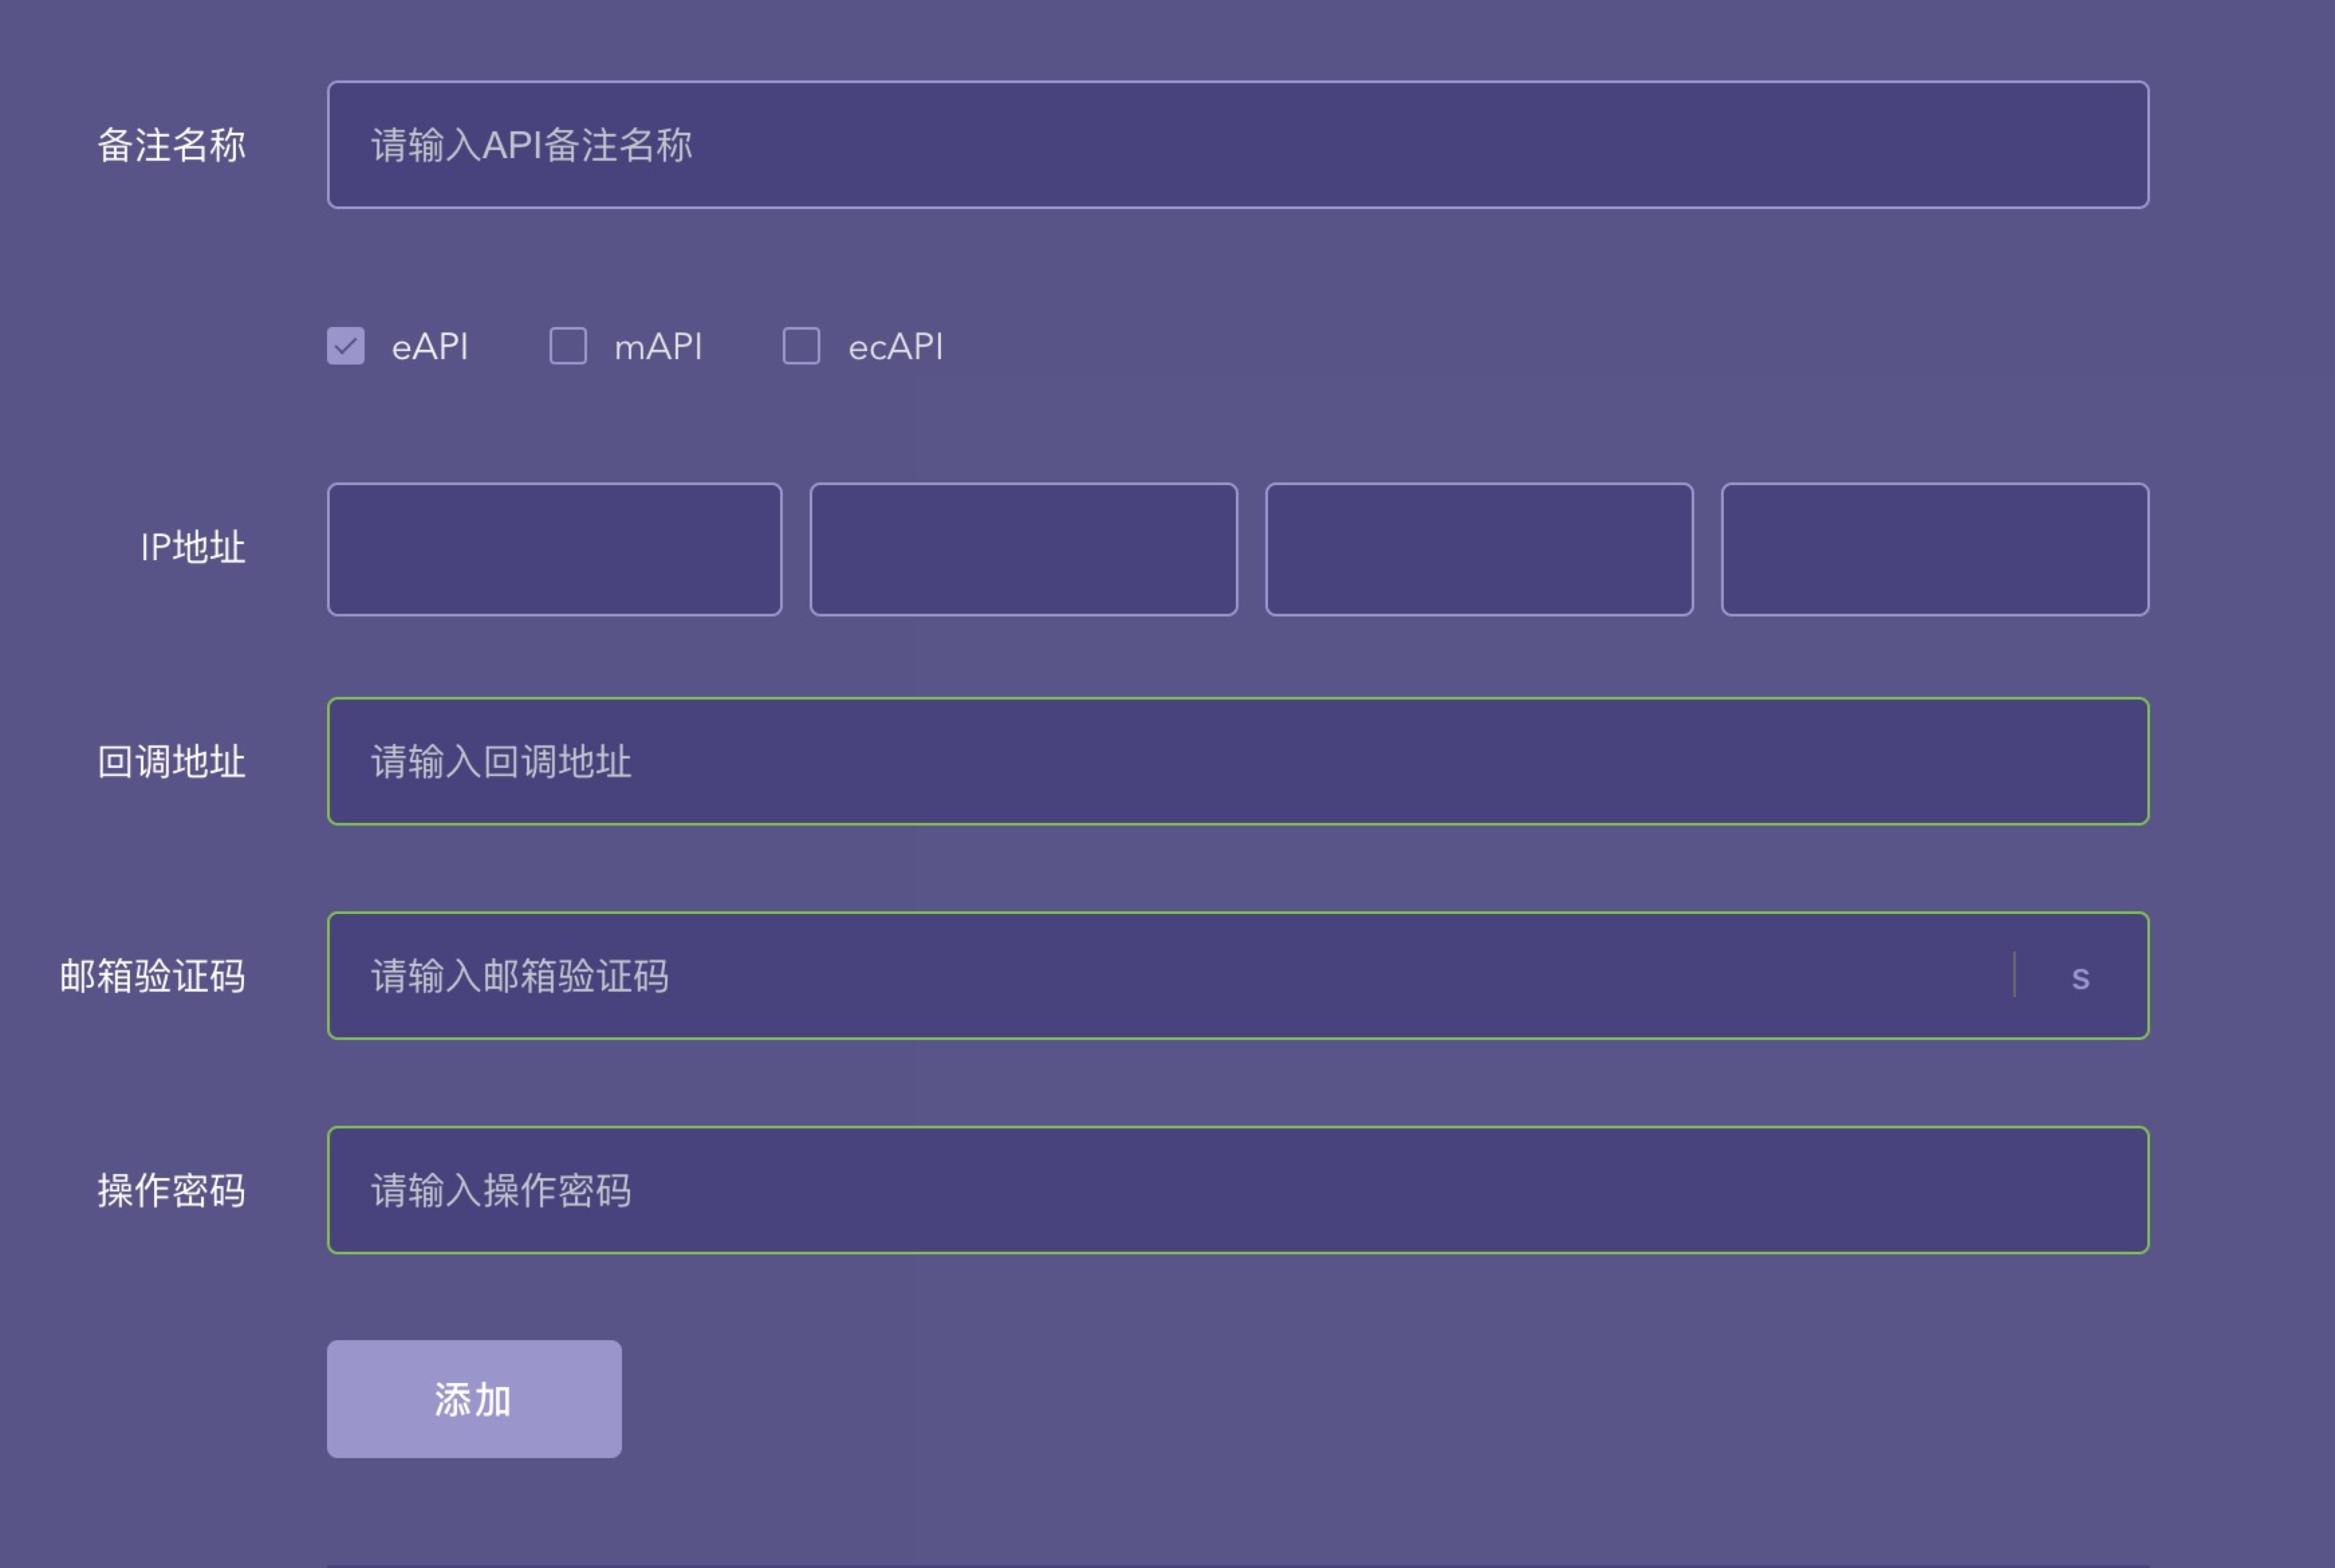 备注名称 请输入API备注名称
eAPI mAPI ecAPI
IP地址
回调地址 请输入回调地址
邮箱验证码 请输入邮箱验证码 s
操作密码 请输入操作密码
添加